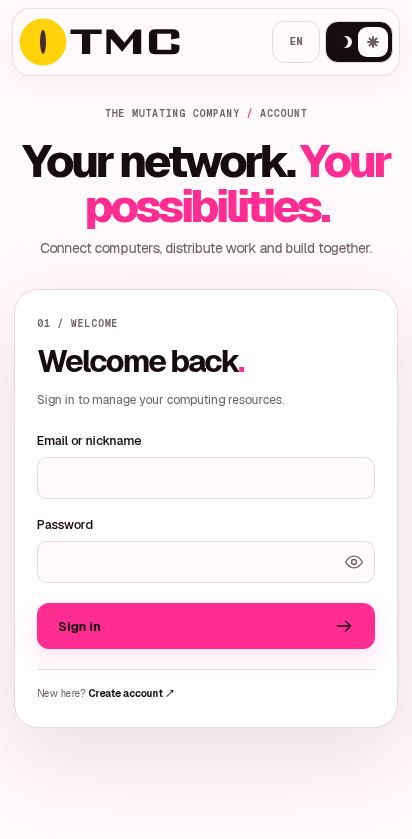 TMC
EN
THE MUTATING COMPANY / ACCOUNT
Your network. Your
possibilities.
Connect computers, distribute work and build together.
01 / WELCOME
Welcome back.
Sign in to manage your computing resources.
Email or nickname
Password
Sign in →
New here? Create account ↗